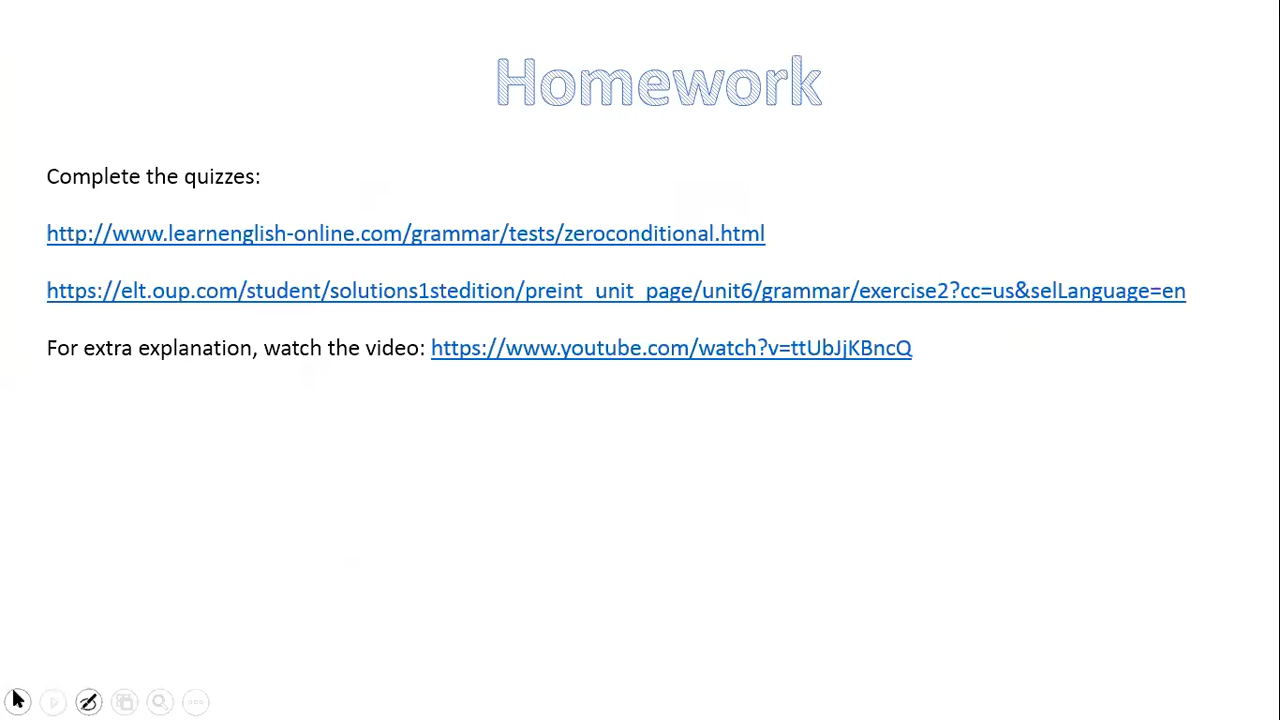 Homework
Complete the quizzes:
http://www.learnenglish-online.com/grammar/tests/zeroconditional.html
https://elt.oup.com/student/solutions1stedition/preint_unit_page/unit6/grammar/exercise2?cc=us&selLanguage=en
For extra explanation, watch the video: https://www.youtube.com/watch?v=ttUbJjKBncQ